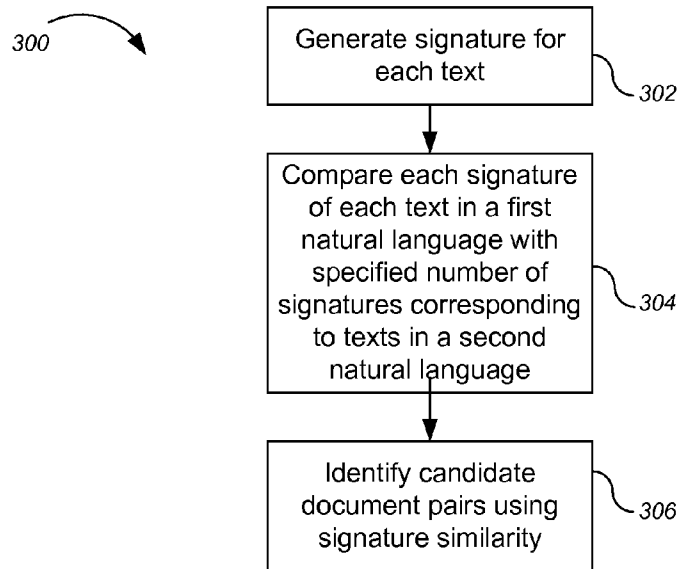 300
Generate signature for
each text
302
Compare each signature
of each text in a first
natural language with
specified number of
signatures corresponding
to texts in a second
natural language
304
Identify candidate
document pairs using
signature similarity
306